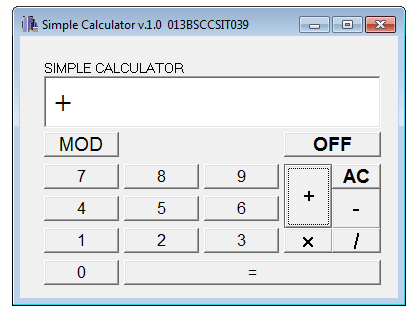 Simple Calculator v.1.0 013BSCCSIT039
SIMPLE CALCULATOR
+
MOD OFF
7 8 9 + AC
4 5 6 -
1 2 3 × /
0 =